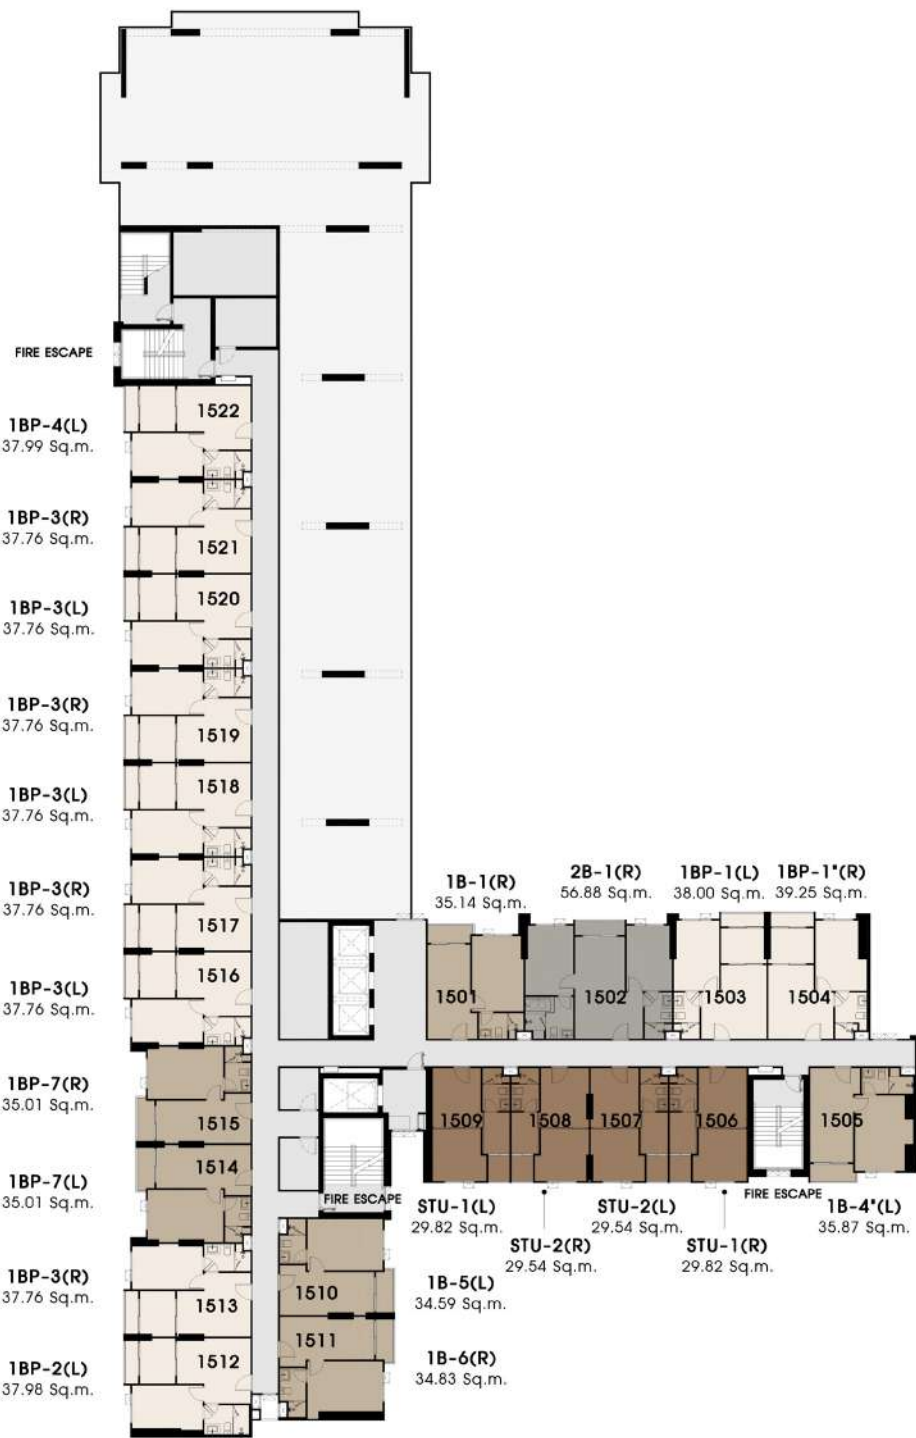 FIRE ESCAPE
1522
1BP-4(L)
37.99 Sq.m.
1BP-3(R)
37.76 Sq.m.
1521
1BP-3(L)
37.76 Sq.m.
1520
1BP-3(R)
37.76 Sq.m.
1519
1BP-3(L)
37.76 Sq.m.
1518
1BP-3(R)
37.76 Sq.m.
1517
1BP-3(L)
37.76 Sq.m.
1516
1B-1(R)
35.14 Sq.m.
2B-1(R)
56.88 Sq.m.
1BP-1(L)
38.00 Sq.m.
1BP-1"(R)
39.25 Sq.m.
1501
1502
1503
1504
1BP-7(R)
35.01 Sq.m.
1515
1509
1508
1507
1506
1505
1BP-7(L)
35.01 Sq.m.
1514
FIRE ESCAPE
FIRE ESCAPE
STU-1(L)
29.82 Sq.m.
STU-2(R)
29.54 Sq.m.
STU-2(L)
29.54 Sq.m.
STU-1(R)
29.82 Sq.m.
1B-4"(L)
35.87 Sq.m.
1BP-3(R)
37.76 Sq.m.
1513
1510
1B-5(L)
34.59 Sq.m.
1BP-2(L)
37.98 Sq.m.
1512
1511
1B-6(R)
34.83 Sq.m.